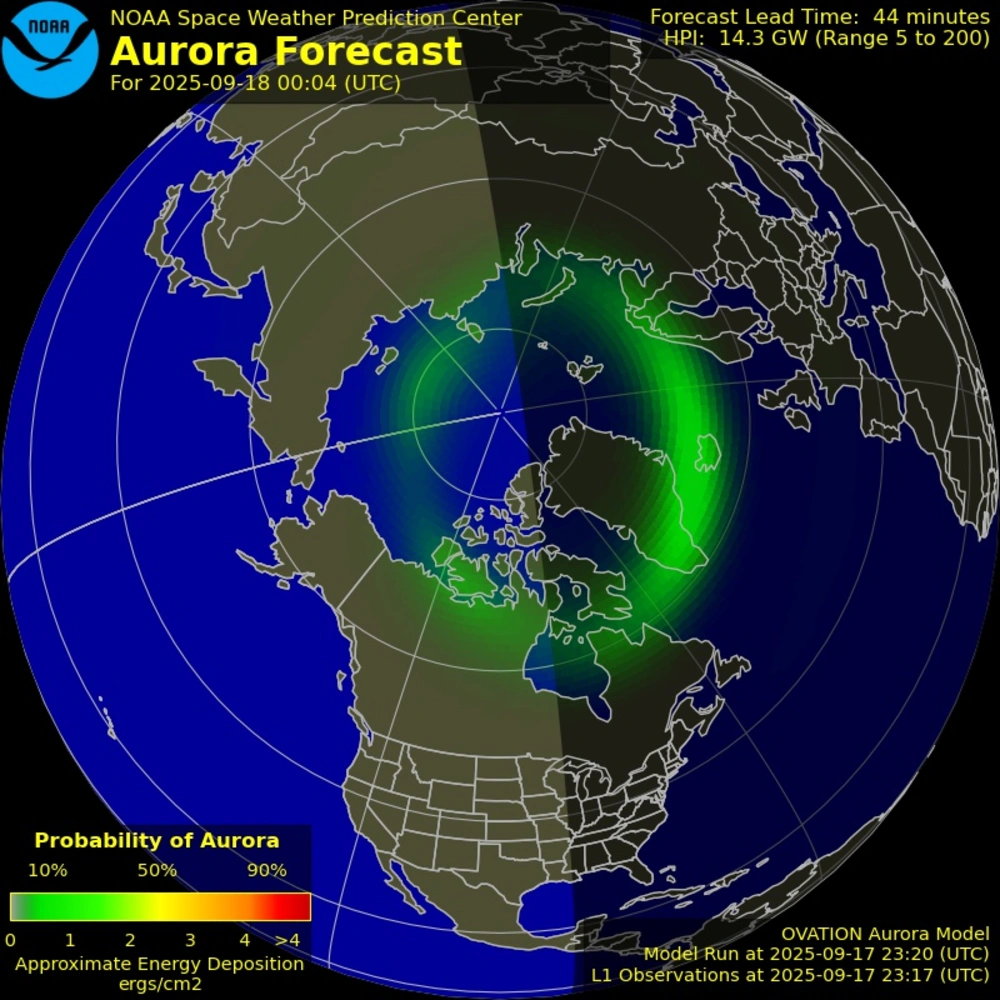 NOAA
NOAA Space Weather Prediction Center
Aurora Forecast
For 2025-09-18 00:04 (UTC)
Forecast Lead Time: 44 minutes
HPI: 14.3 GW (Range 5 to 200)
Probability of Aurora
10% 50% 90%
0 1 2 3 4 >4
Approximate Energy Deposition
ergs/cm2
OVATION Aurora Model
Model Run at 2025-09-17 23:20 (UTC)
L1 Observations at 2025-09-17 23:17 (UTC)